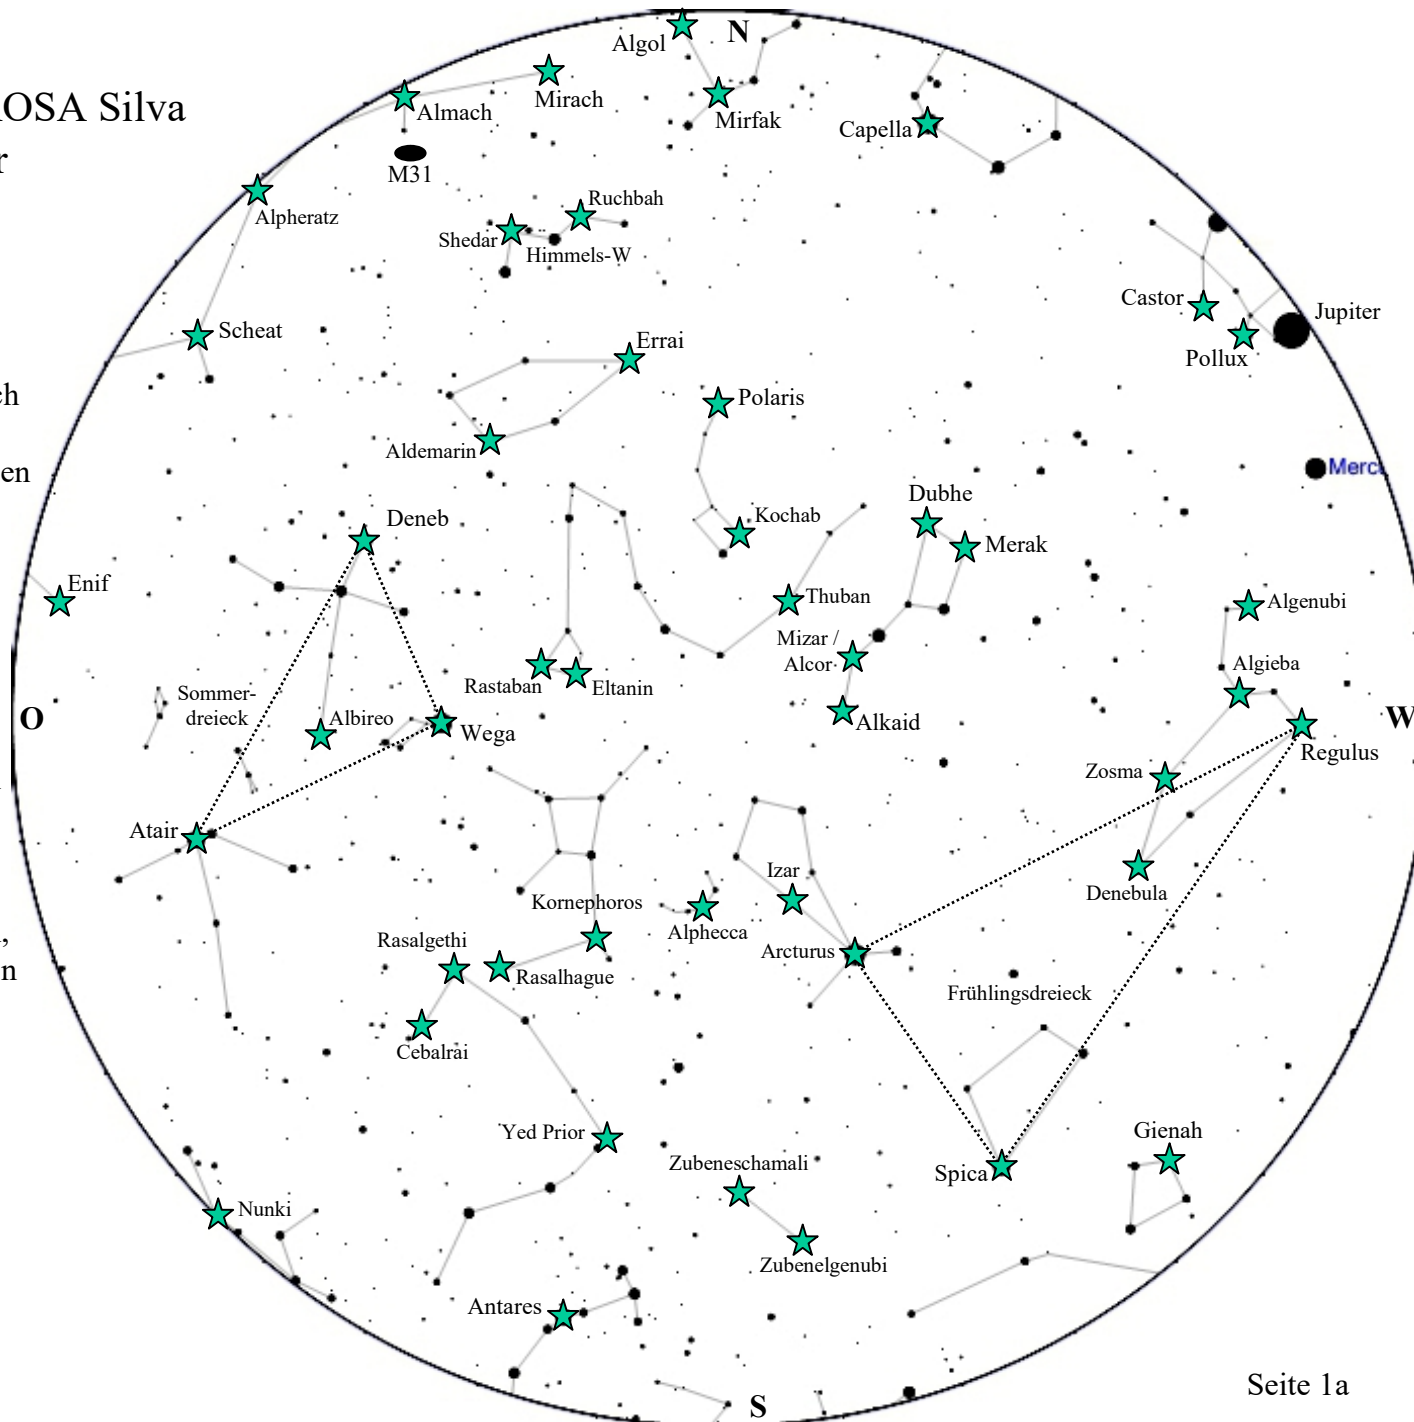 Algol
N
OSA Silva
Almach
Mirach
Mirfak
Capella
r
M31
Alpheratz
Ruchbah
Shedar
Himmels-W
Castor
Jupiter
Scheat
Errai
Pollux
ch
Polaris
Aldemarin
en
Merc
Deneb
Dubhe
Kochab
Merak
Enif
Thuban
Algenubi
Mizar /
Alcor
Algieba
Rastaban
Eltanin
Sommer-
dreieck
O
Albireo
Wega
Alkaid
W
Regulus
Zosma
Atair
Izar
Denebula
Kornephoros
Alphecca
Arcturus
,
n
Rasalgethi
Rasalhague
Frühlingsdreieck
Cebalrai
Yed Prior
Gienah
Zubeneschamali
Spica
Nunki
Zubenelgenubi
Antares
Seite 1a
S